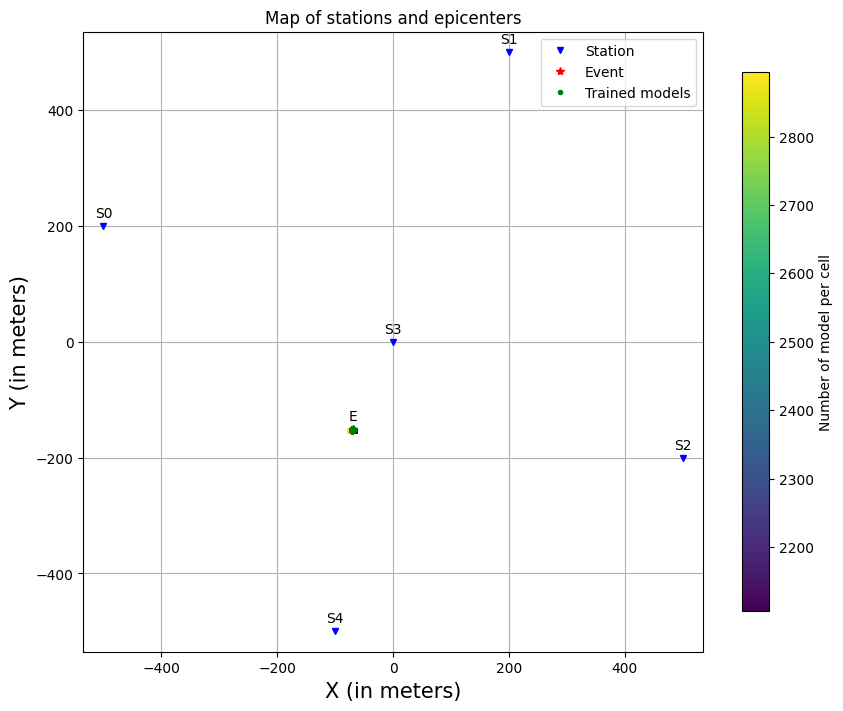 Map of stations and epicenters
S1
Station
Event
Trained models
400
2800
2700
S0
200
2600
Y (in meters)
S3
0
2500
Number of model per cell
E
2400
S2
−200
2300
−400
2200
S4
−400
−200
0
200
400
X (in meters)